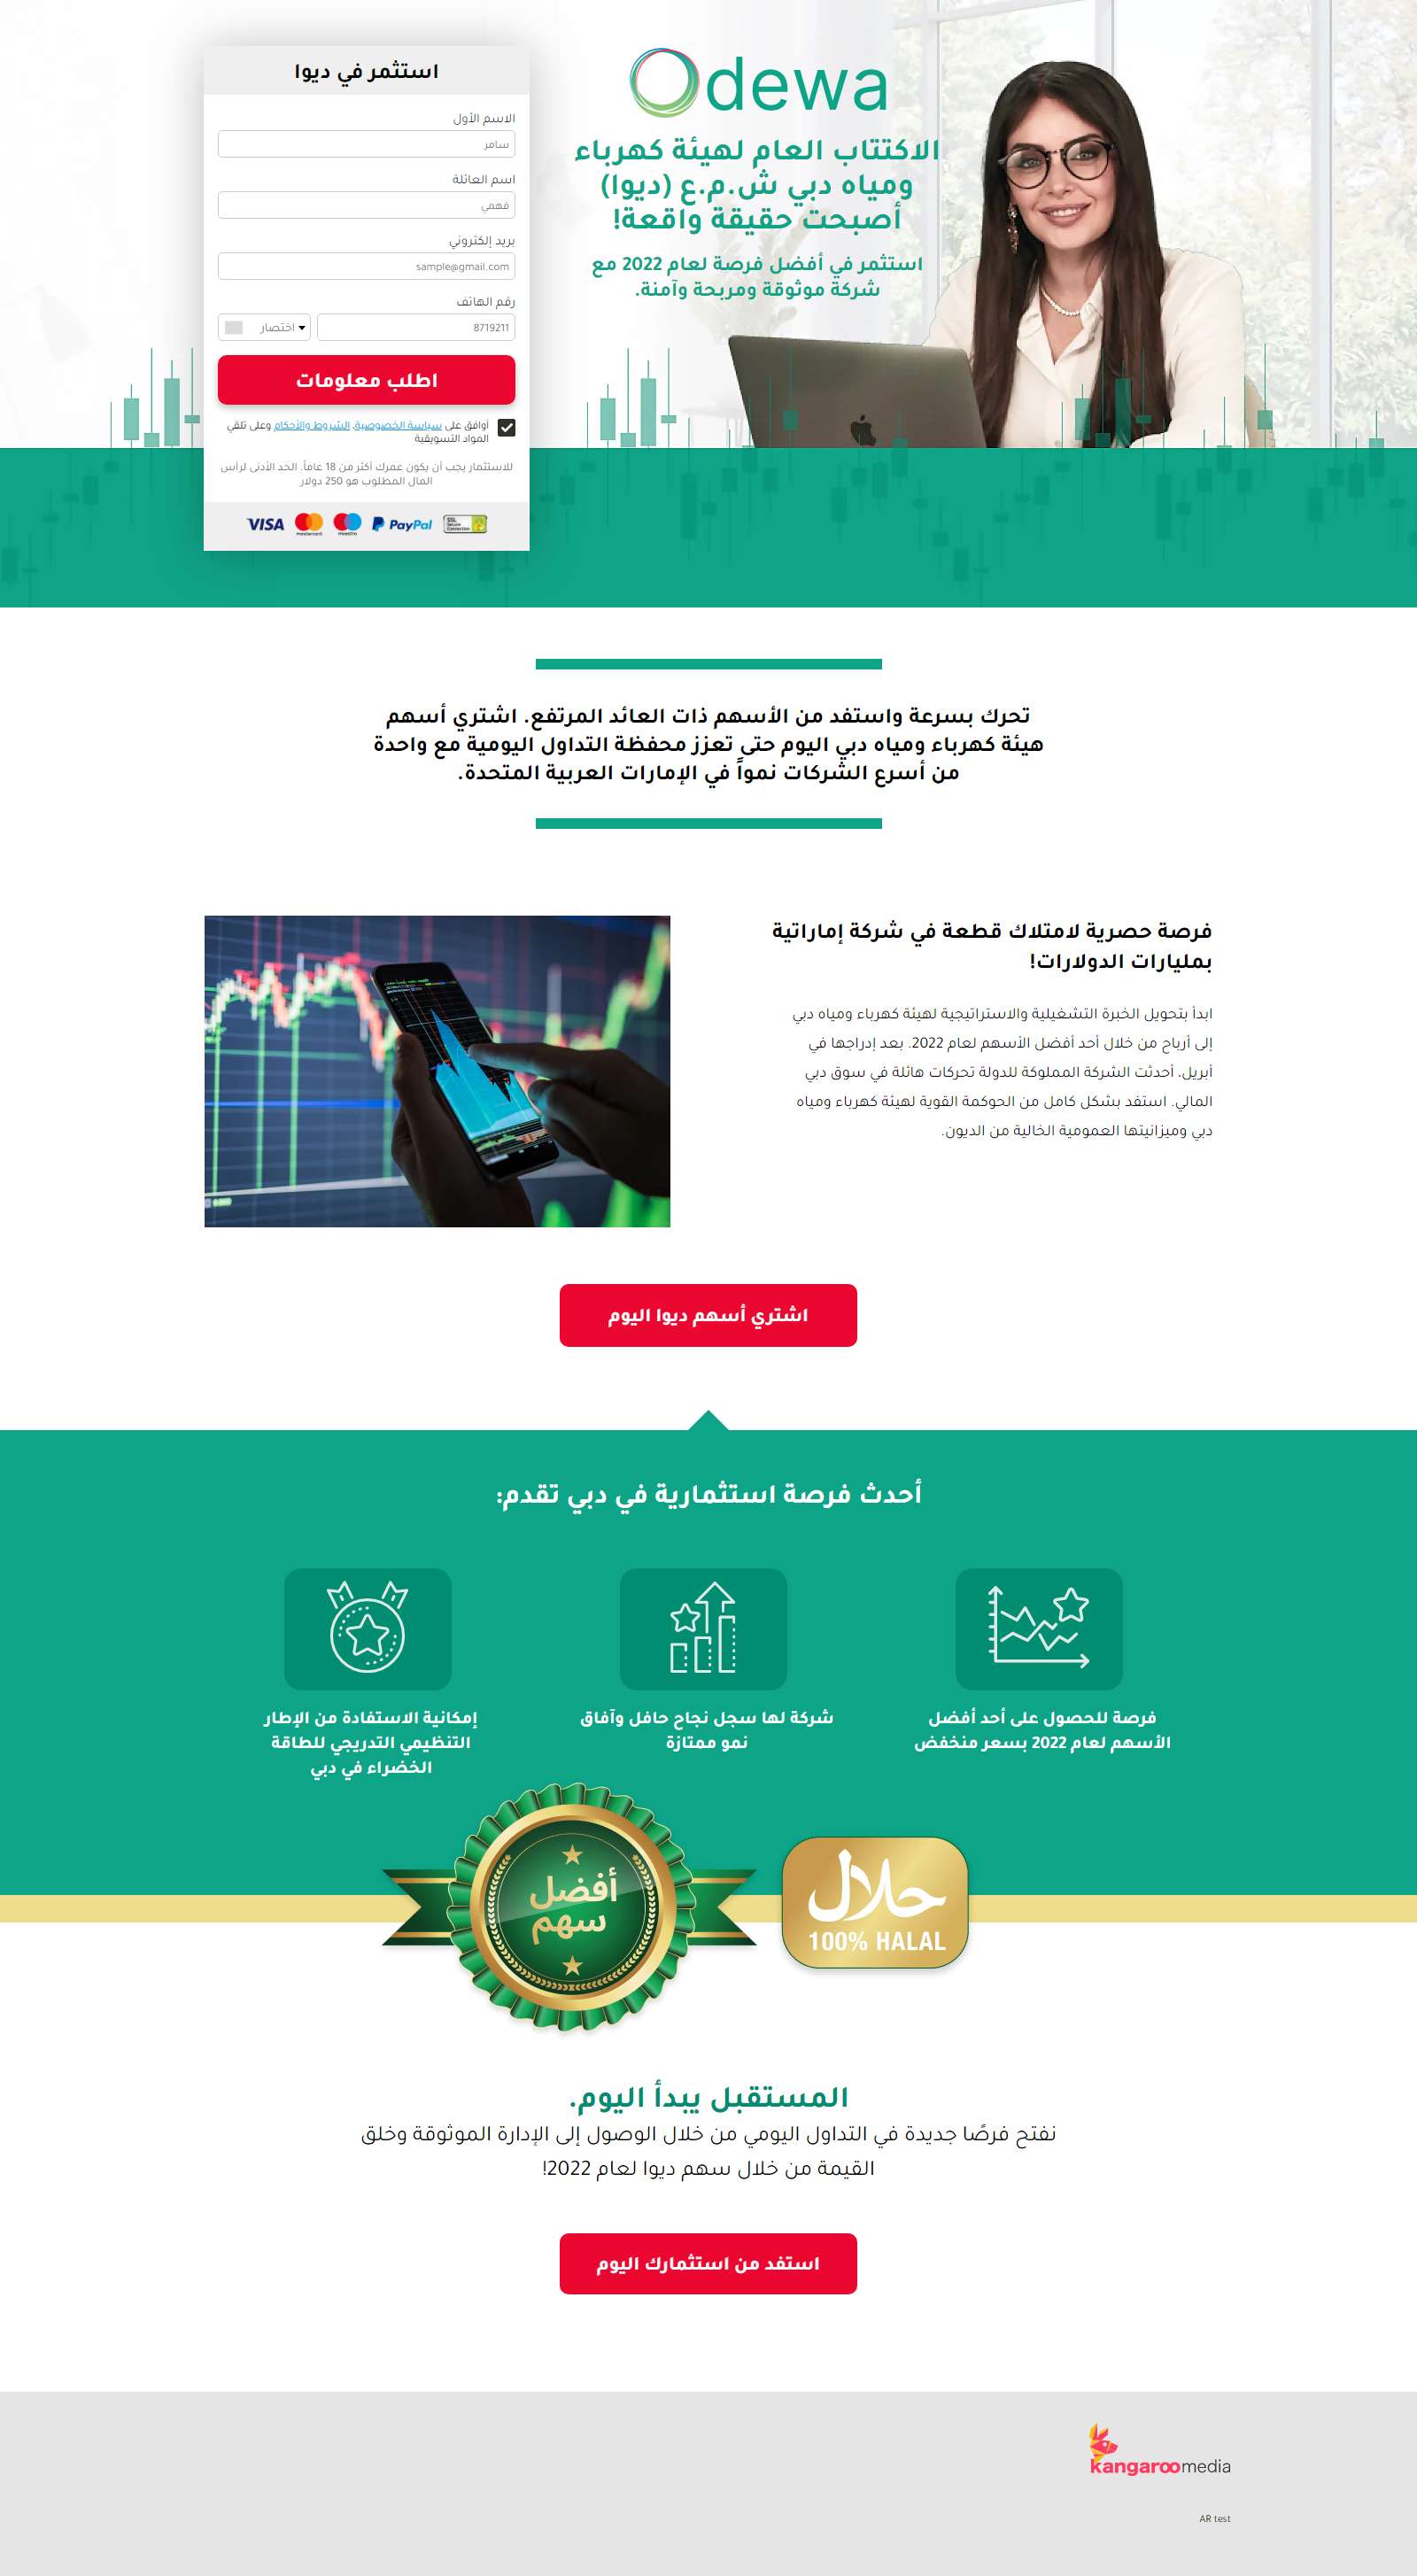 dewa
الاكتتاب العام لهيئة كهرباء
ومياه دبي ش.م.ع (ديوا)
أصبحت حقيقة واقعة!
استثمر في أفضل فرصة لعام 2022 مع
شركة موثوقة ومربحة وآمنة.
استثمر في ديوا
الاسم الأول
سامر
اسم العائلة
فهمي
بريد إلكتروني
sample@gmail.com
رقم الهاتف
8719211
اختصار
اطلب معلومات
أوافق على سياسة الخصوصية، الشروط والأحكام وعلى تلقي
المواد التسويقية
للاستثمار يجب أن يكون عمرك أكثر من 18 عاماً. الحد الأدنى لرأس
المال المطلوب هو 250 دولار
VISA mastercard maestro PayPal SSL Secure Connection
تحرك بسرعة واستفد من الأسهم ذات العائد المرتفع. اشتري أسهم
هيئة كهرباء ومياه دبي اليوم حتى تعزز محفظة التداول اليومية مع واحدة
من أسرع الشركات نمواً في الإمارات العربية المتحدة.
فرصة حصرية لامتلاك قطعة في شركة إماراتية
بمليارات الدولارات!
ابدأ بتحويل الخبرة التشغيلية والاستراتيجية لهيئة كهرباء ومياه دبي
إلى أرباح من خلال أحد أفضل الأسهم لعام 2022. بعد إدراجها في
أبريل، أحدثت الشركة المملوكة للدولة تحركات هائلة في سوق دبي
المالي. استفد بشكل كامل من الحوكمة القوية لهيئة كهرباء ومياه
دبي وميزانيتها العمومية الخالية من الديون.
اشتري أسهم ديوا اليوم
أحدث فرصة استثمارية في دبي تقدم:
فرصة للحصول على أحد أفضل
الأسهم لعام 2022 بسعر منخفض
شركة لها سجل نجاح حافل وآفاق
نمو ممتازة
إمكانية الاستفادة من الإطار
التنظيمي التدريجي للطاقة
الخضراء في دبي
حلال
100% HALAL
أفضل
سهم
المستقبل يبدأ اليوم.
نفتح فرصًا جديدة في التداول اليومي من خلال الوصول إلى الإدارة الموثوقة وخلق
القيمة من خلال سهم ديوا لعام 2022!
استفد من استثمارك اليوم
kangaroomedia
AR test